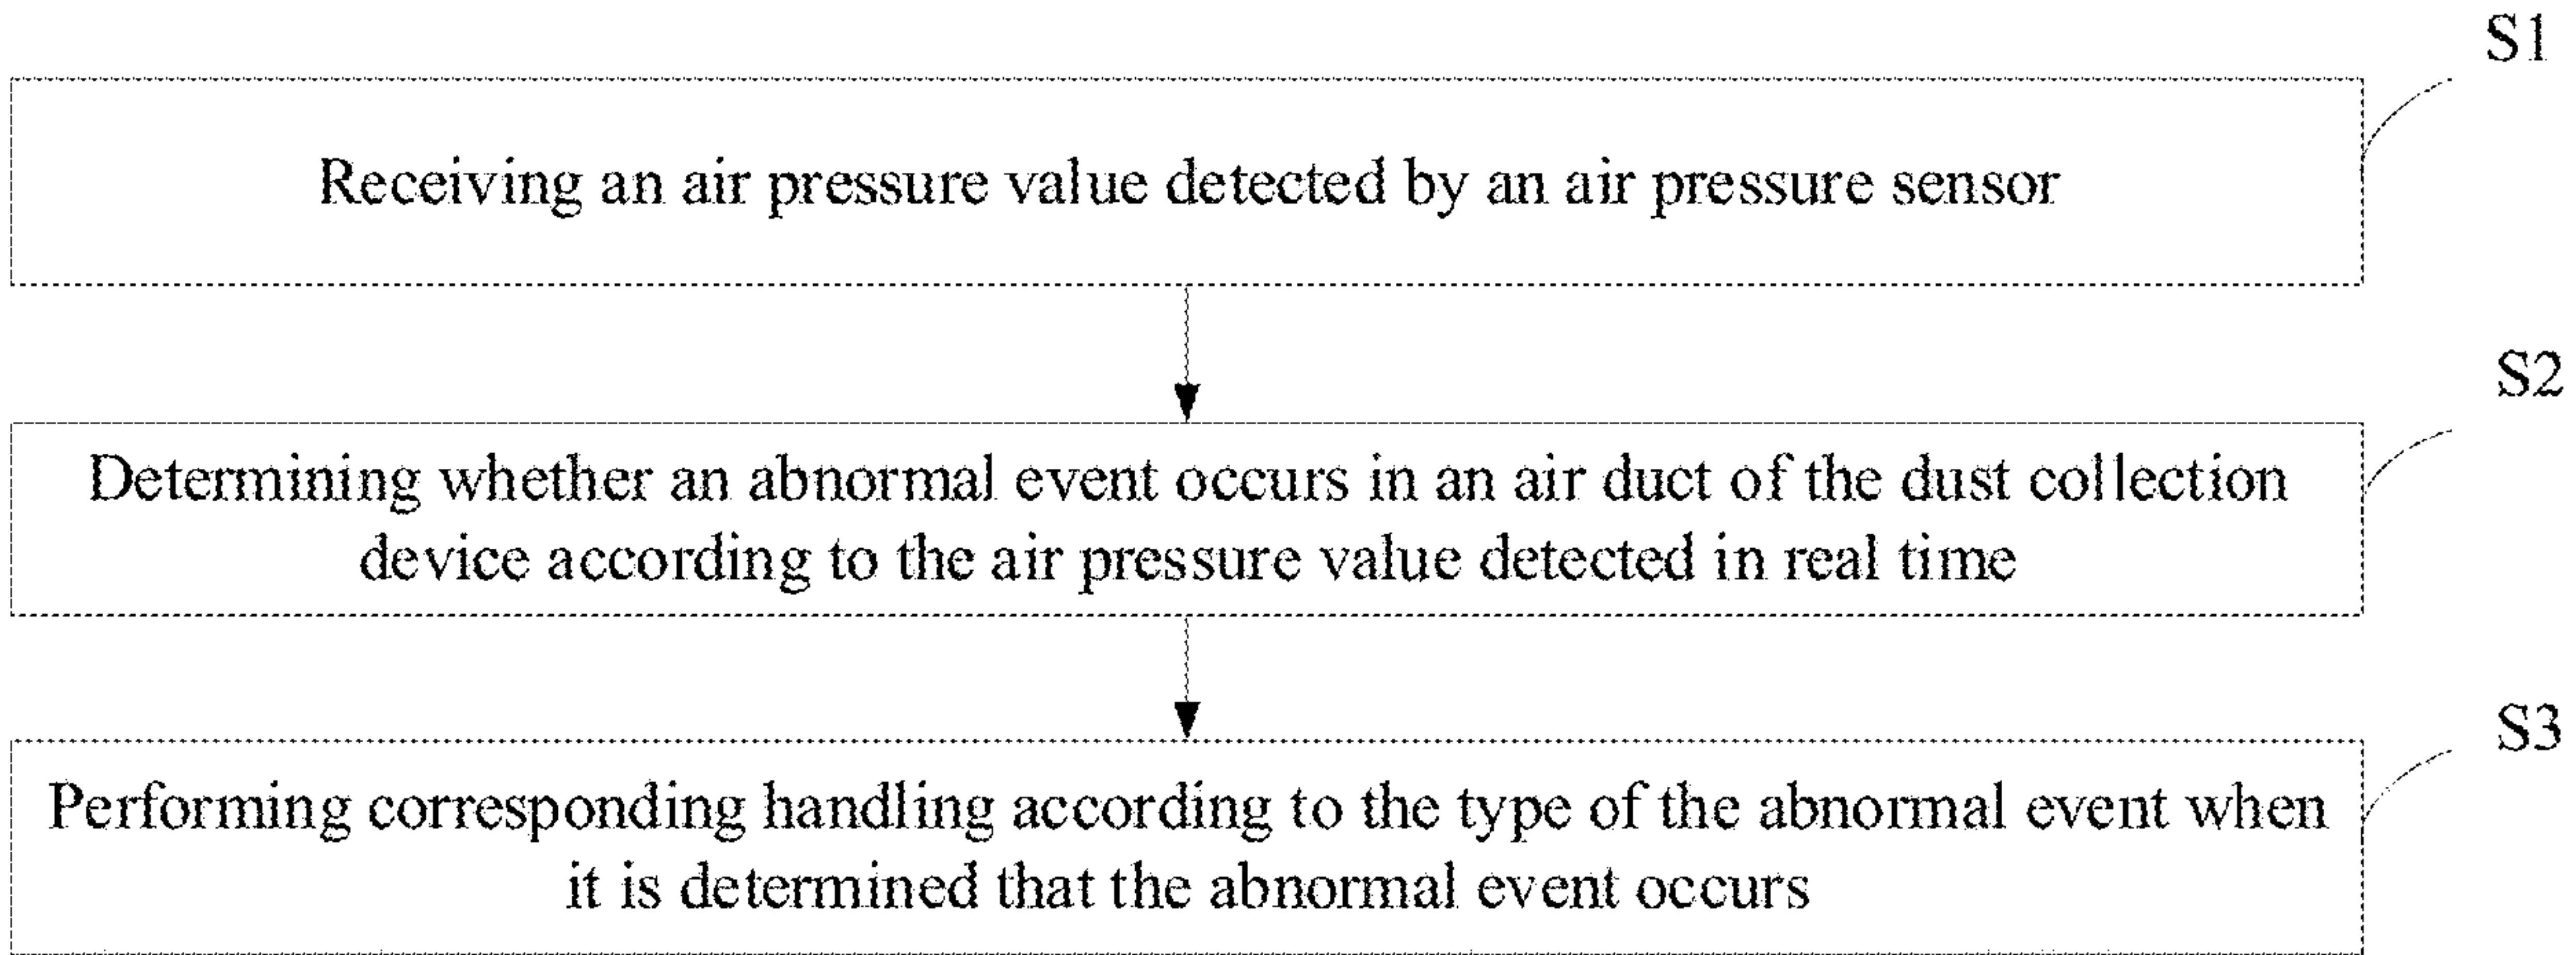 S1
Receiving an air pressure value detected by an air pressure sensor
S2
Determining whether an abnormal event occurs in an air duct of the dust collection
device according to the air pressure value detected in real time
S3
Performing corresponding handling according to the type of the abnormal event when
it is determined that the abnormal event occurs